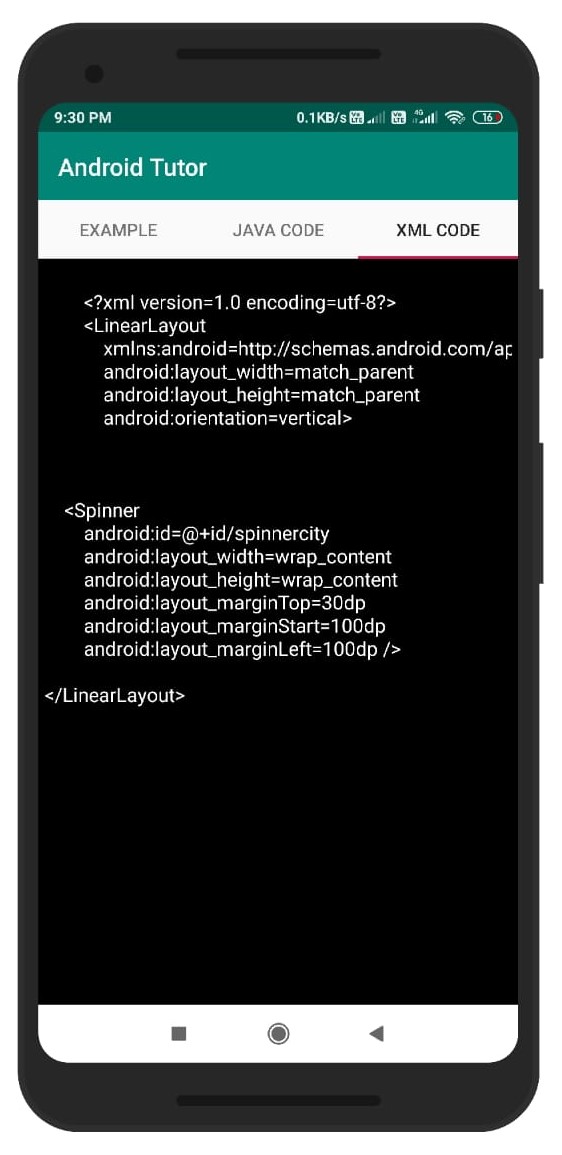 9:30 PM 0.1KB/s 4G 16
Android Tutor
EXAMPLE JAVA CODE XML CODE
<?xml version=1.0 encoding=utf-8?>
<LinearLayout
xmlns:android=http://schemas.android.com/ap
android:layout_width=match_parent
android:layout_height=match_parent
android:orientation=vertical>
<Spinner
android:id=@+id/spinnercity
android:layout_width=wrap_content
android:layout_height=wrap_content
android:layout_marginTop=30dp
android:layout_marginStart=100dp
android:layout_marginLeft=100dp />
</LinearLayout>